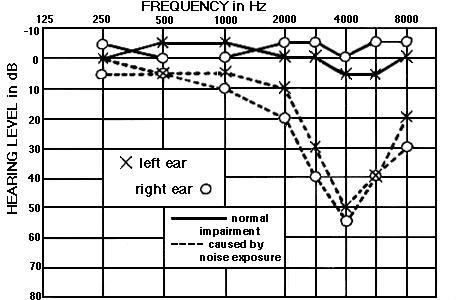 FREQUENCY in Hz
125 250 500 1000 2000 4000 8000
HEARING LEVEL in dB
-10
0
10
20
30
40
50
60
70
80
left ear
right ear
normal
impairment
caused by
noise exposure